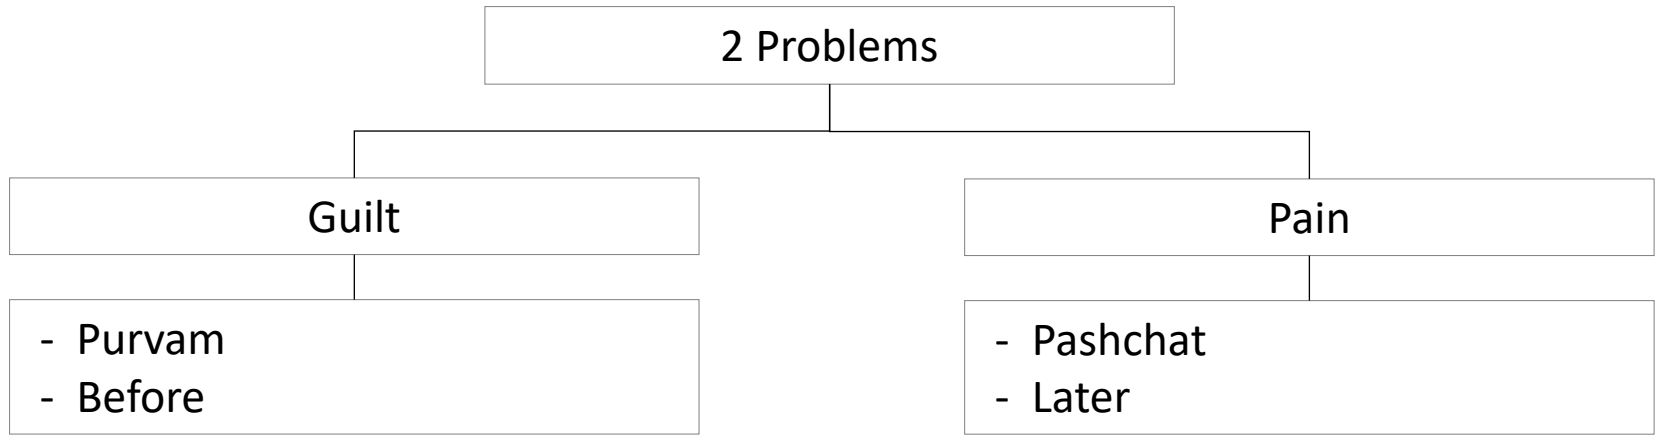 2 Problems
Guilt
Pain
- Purvam
- Before
- Pashchat
- Later